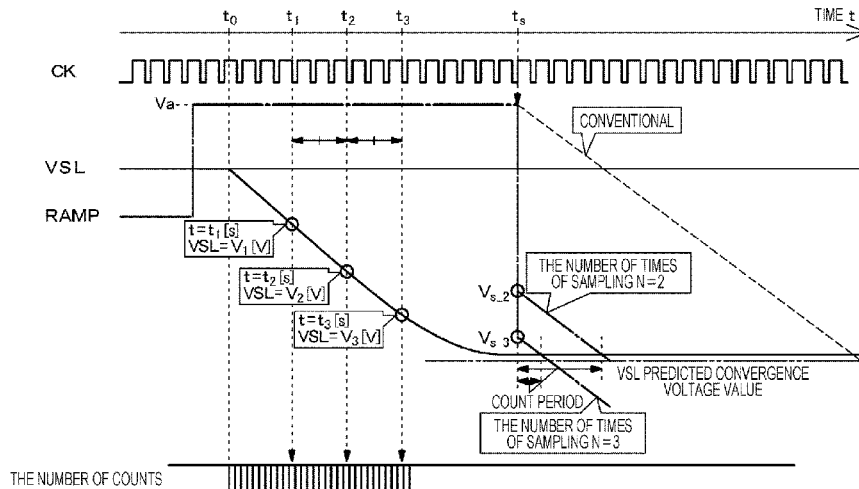 t0 t1 t2 t3 ts TIME t
CK
Va
CONVENTIONAL
VSL
RAMP
t=t1[s]
VSL=V1[V]
t=t2[s]
VSL=V2[V]
t=t3[s]
VSL=V3[V]
THE NUMBER OF TIMES
OF SAMPLING N=2
Vs_2
Vs_3
VSL PREDICTED CONVERGENCE
VOLTAGE VALUE
COUNT PERIOD
THE NUMBER OF TIMES
OF SAMPLING N=3
THE NUMBER OF COUNTS